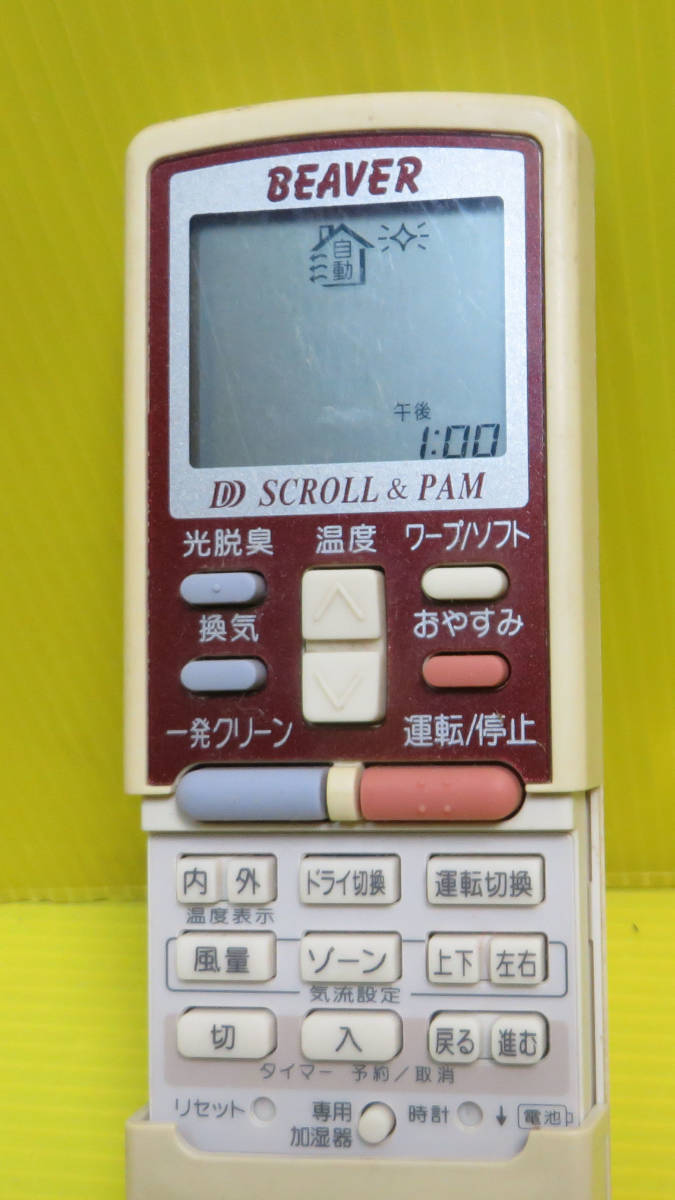 BEAVER
自動
午後
1:00
DD SCROLL & PAM
光脱臭 温度 ワープ/ソフト
換気 おやすみ
一発クリーン 運転/停止
内 外 ドライ切換 運転切換
温度表示
風量 ゾーン 上下 左右
気流設定
切 入 戻る 進む
タイマー 予約/取消
リセット 専用加湿器 時計 ↓ 電池